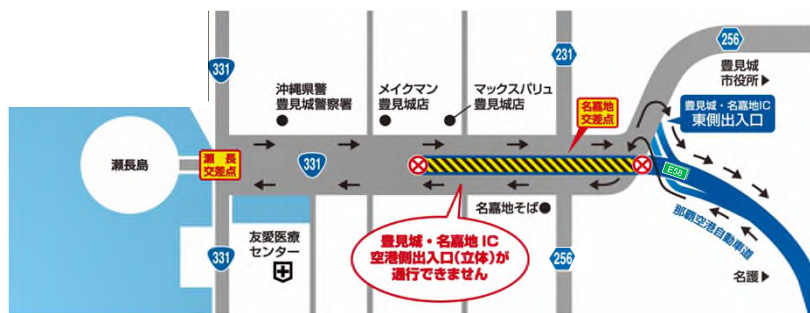 331
231
256
沖縄県警
豊見城警察署
メイクマン
豊見城店
マックスバリュ
豊見城店
名嘉地
交差点
豊見城
市役所▶
豊見城・名嘉地IC
東側出入口
瀬長島
瀬長
交差点
331
E58
那覇空港自動車道
名嘉地そば
友愛医療
センター
豊見城・名嘉地 IC
空港側出入口(立体)が
通行できません
331
256
名護▶